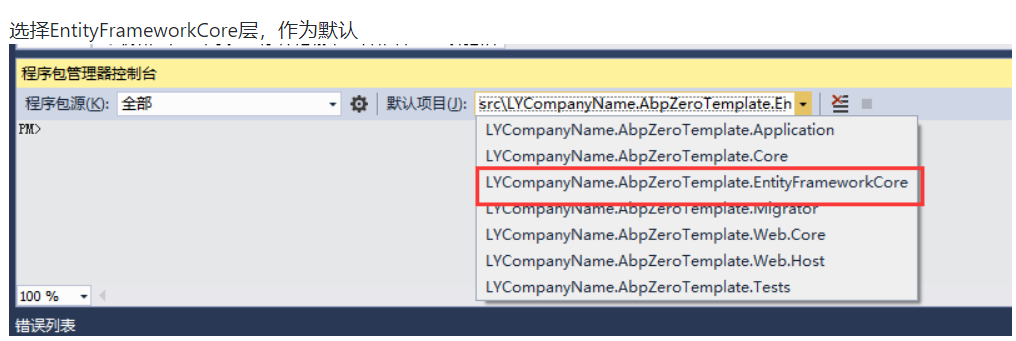 选择EntityFrameworkCore层，作为默认
程序包管理器控制台
程序包源(K): 全部 默认项目(J): src\LYCompanyName.AbpZeroTemplate.En
PM>
LYCompanyName.AbpZeroTemplate.Application
LYCompanyName.AbpZeroTemplate.Core
LYCompanyName.AbpZeroTemplate.EntityFrameworkCore
LYCompanyName.AbpZeroTemplate.Migrator
LYCompanyName.AbpZeroTemplate.Web.Core
LYCompanyName.AbpZeroTemplate.Web.Host
LYCompanyName.AbpZeroTemplate.Tests
100 %
错误列表